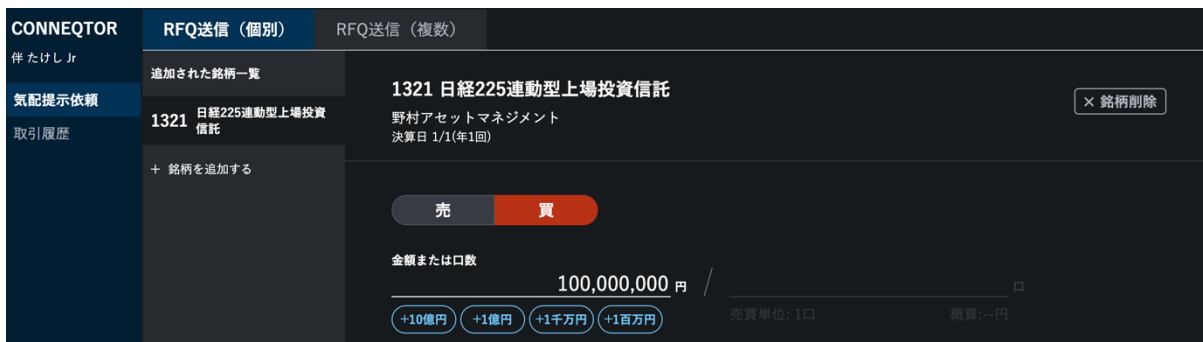 CONNEQTOR
伴 たけし Jr
気配提示依頼
取引履歴
RFQ送信（個別）
RFQ送信（複数）
追加された銘柄一覧
1321 日経225連動型上場投資
信託
＋ 銘柄を追加する
1321 日経225連動型上場投資信託
野村アセットマネジメント
決算日 1/1(年1回)
× 銘柄削除
売
買
金額または口数
100,000,000 円 / 口
+10億円 +1億円 +1千万円 +1百万円
売買単位: 1口 概算:--円